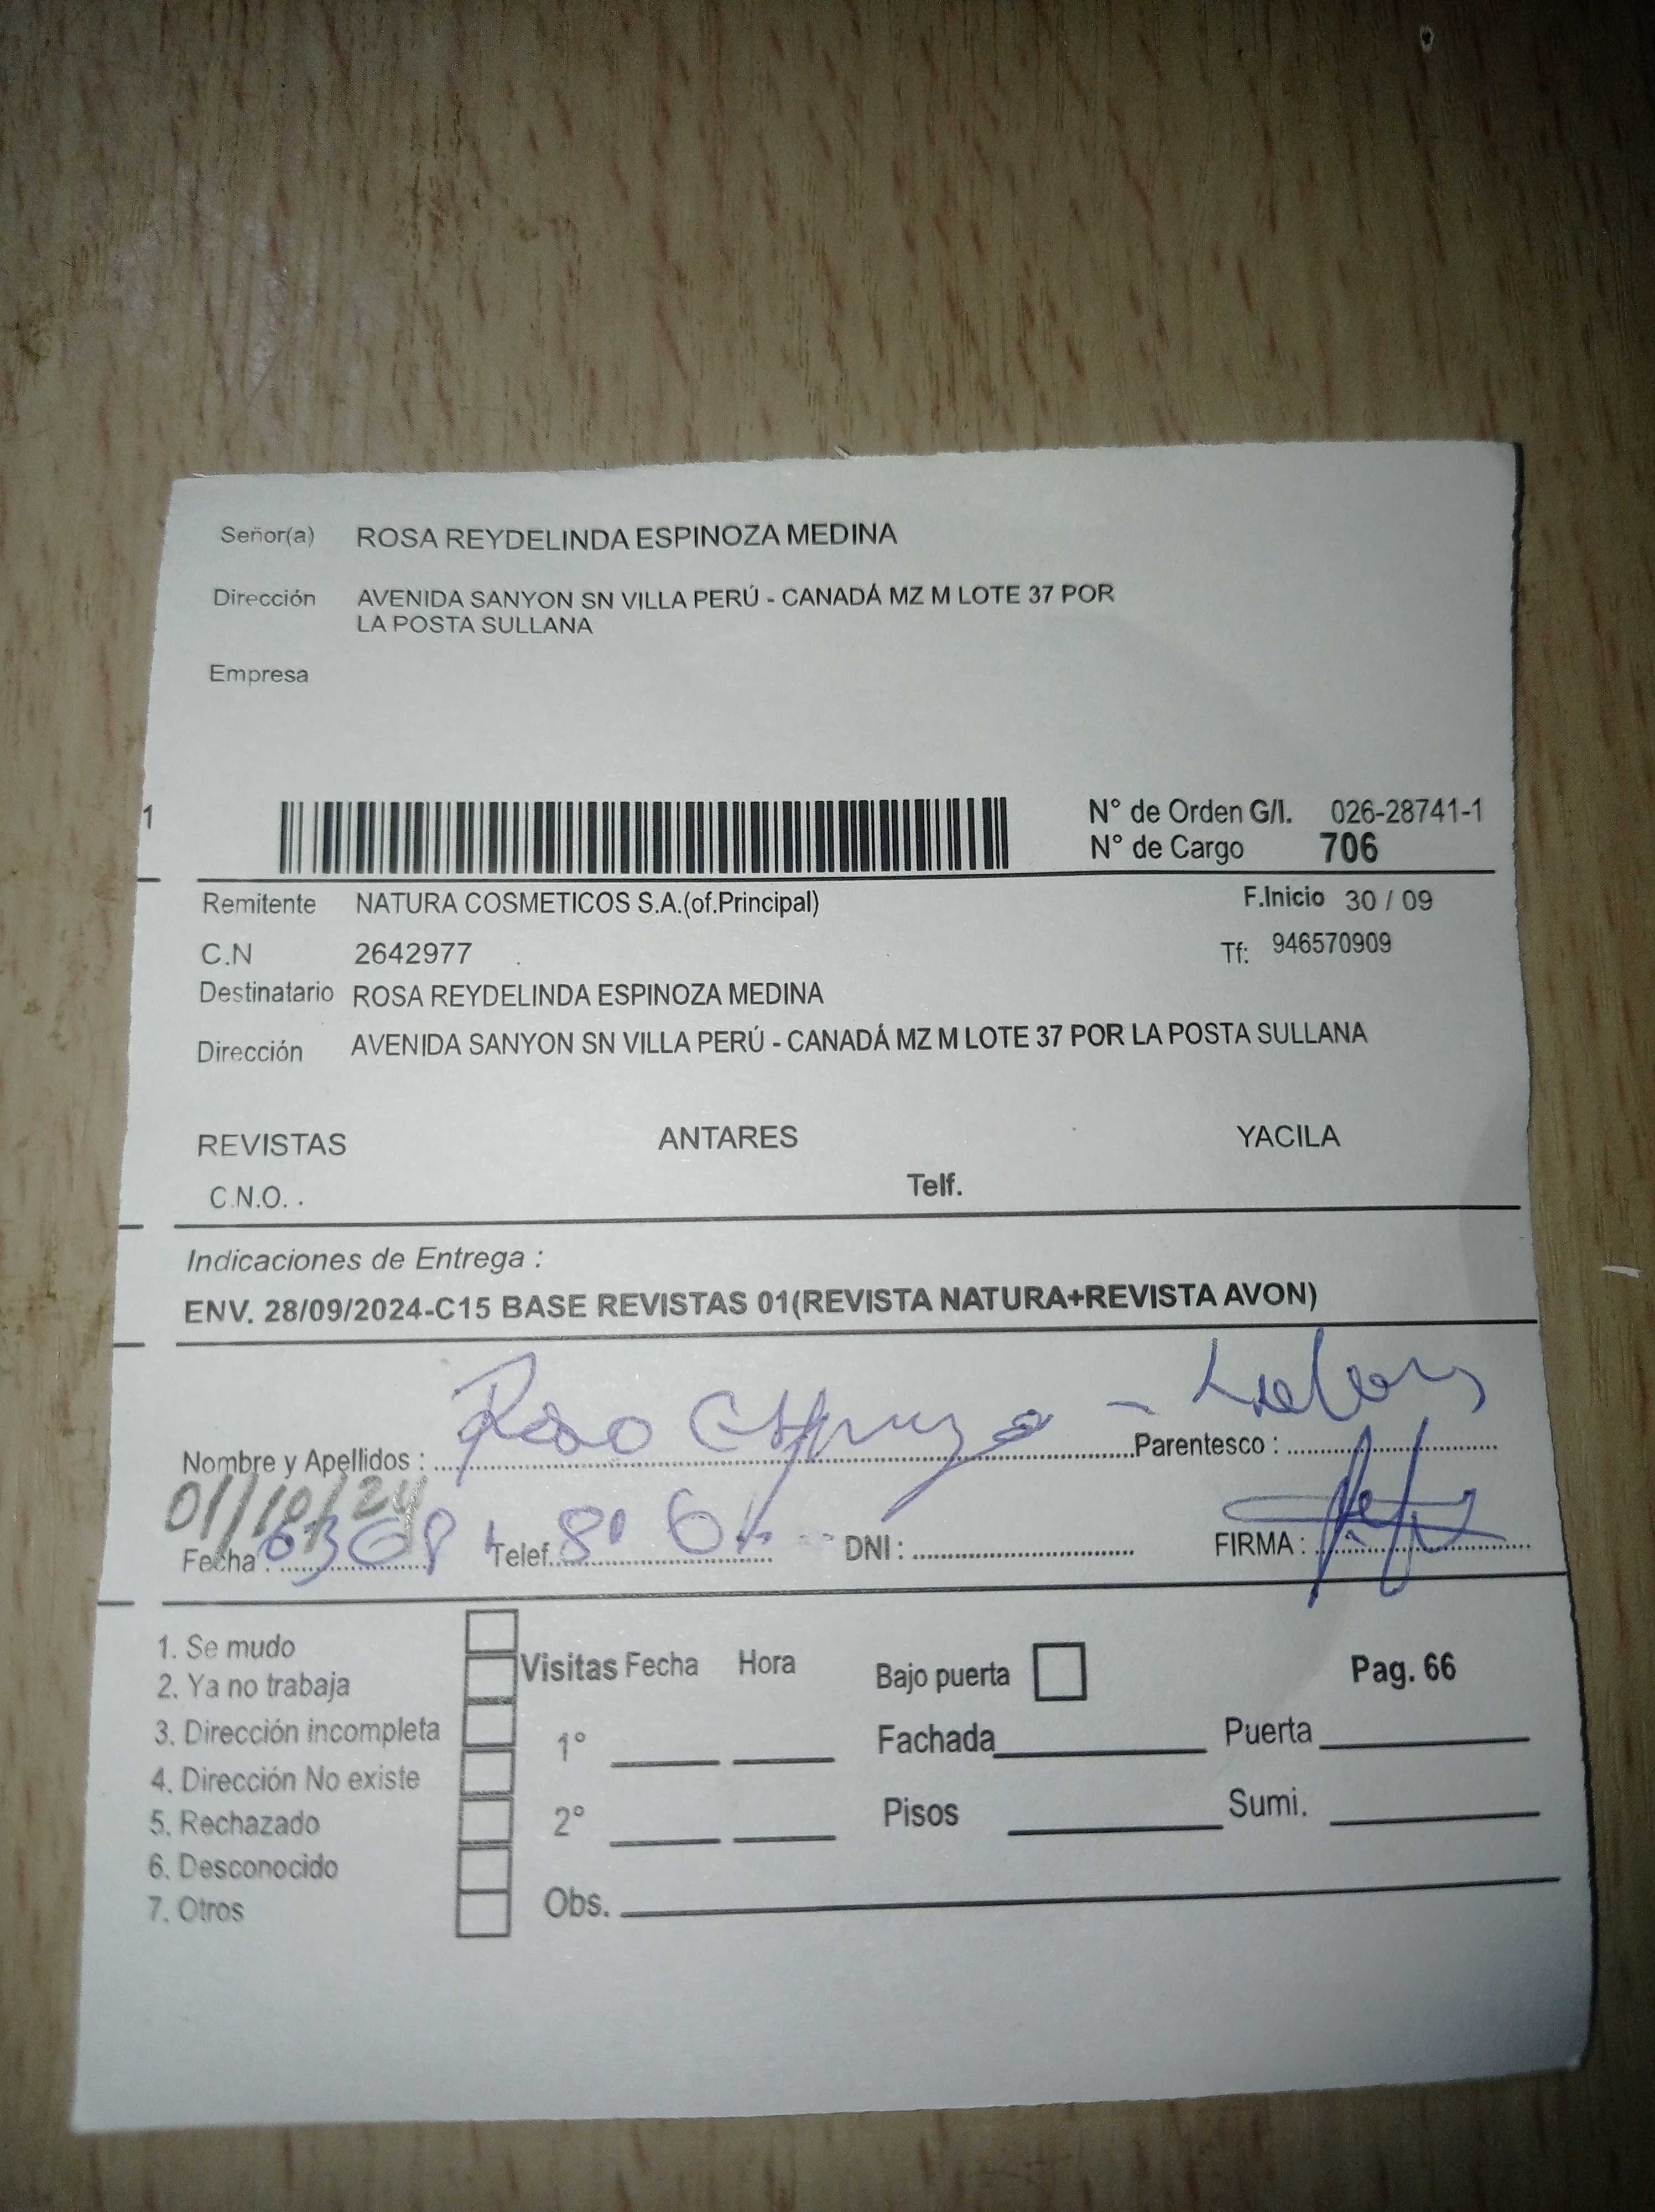 Señor(a) ROSA REYDELINDA ESPINOZA MEDINA
Dirección AVENIDA SANYON SN VILLA PERÚ - CANADÁ MZ M LOTE 37 POR
LA POSTA SULLANA
Empresa
1
N° de Orden G/I. 026-28741-1
N° de Cargo 706
Remitente NATURA COSMETICOS S.A.(of.Principal) F.Inicio 30 / 09
C.N 2642977 Tf: 946570909
Destinatario ROSA REYDELINDA ESPINOZA MEDINA
Dirección AVENIDA SANYON SN VILLA PERÚ - CANADÁ MZ M LOTE 37 POR LA POSTA SULLANA
REVISTAS ANTARES YACILA
C.N.O. . Telf.
Indicaciones de Entrega :
ENV. 28/09/2024-C15 BASE REVISTAS 01(REVISTA NATURA+REVISTA AVON)
Nombre y Apellidos : Rosa Espinoza Parentesco :
01/10/24
Fecha : Telef. DNI : FIRMA :
1. Se mudo
2. Ya no trabaja
3. Dirección incompleta
4. Dirección No existe
5. Rechazado
6. Desconocido
7. Otros
Visitas Fecha Hora Bajo puerta Pag. 66
1° Fachada Puerta
2° Pisos Sumi.
Obs.